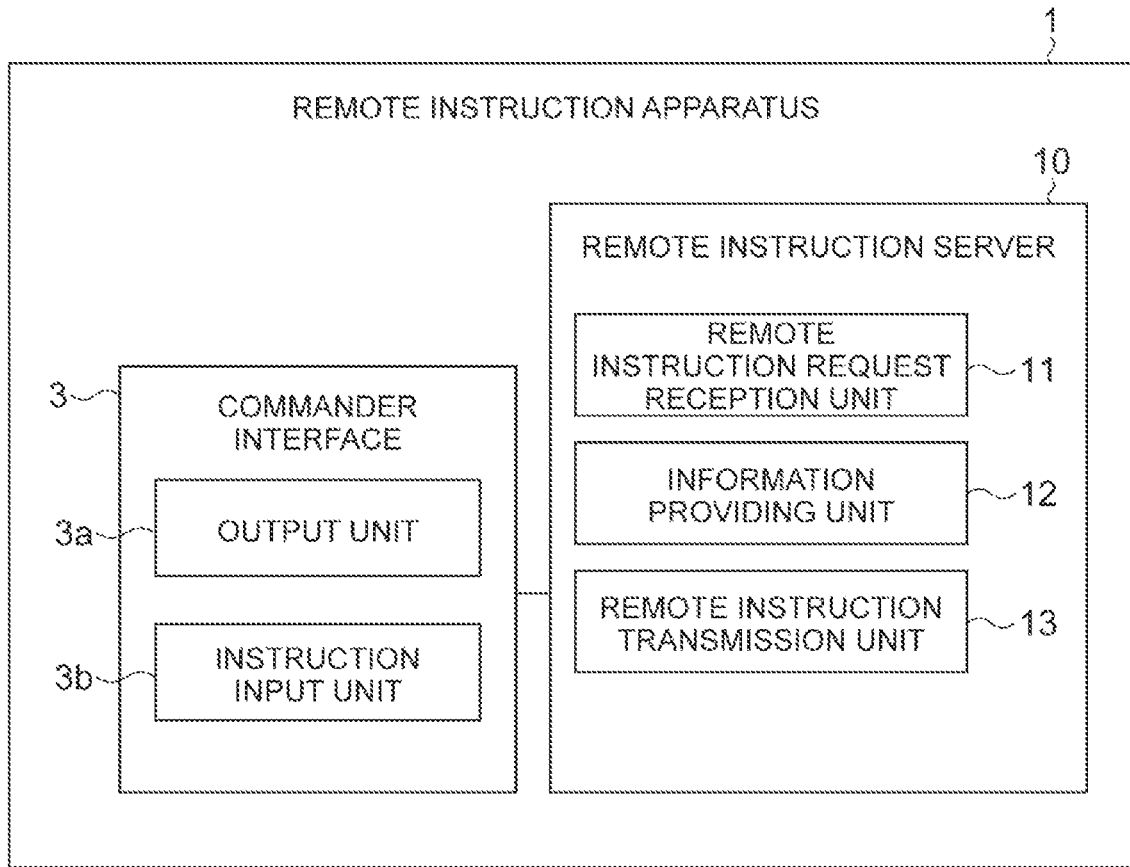 1
REMOTE INSTRUCTION APPARATUS
10
REMOTE INSTRUCTION SERVER
REMOTE
INSTRUCTION REQUEST
RECEPTION UNIT
11
INFORMATION
PROVIDING UNIT
12
REMOTE INSTRUCTION
TRANSMISSION UNIT
13
3
COMMANDER
INTERFACE
3a
OUTPUT UNIT
3b
INSTRUCTION
INPUT UNIT